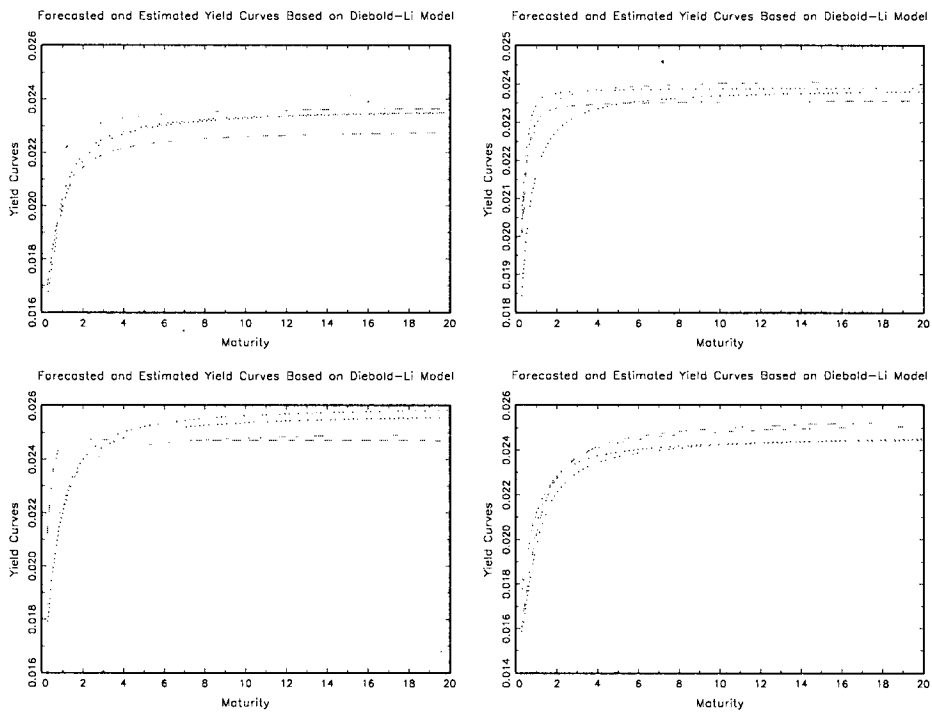 Forecasted and Estimated Yield Curves Based on Diebold-Li Model
Yield Curves
0.026
0.024
0.022
0.020
0.018
0.016
0 2 4 6 8 10 12 14 16 18 20
Maturity
Forecasted and Estimated Yield Curves Based on Diebold-Li Model
Yield Curves
0.025
0.024
0.023
0.022
0.021
0.020
0.019
0.018
0 2 4 6 8 10 12 14 16 18 20
Maturity
Forecasted and Estimated Yield Curves Based on Diebold-Li Model
Yield Curves
0.026
0.024
0.022
0.020
0.018
0.016
0 2 4 6 8 10 12 14 16 18 20
Maturity
Forecasted and Estimated Yield Curves Based on Diebold-Li Model
Yield Curves
0.026
0.024
0.022
0.020
0.018
0.016
0.014
0 2 4 6 8 10 12 14 16 18 20
Maturity